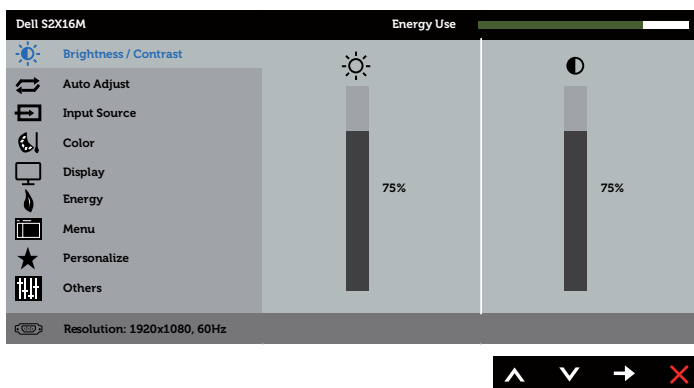 Dell S2X16M Energy Use
Brightness / Contrast
Auto Adjust
Input Source
Color
Display
Energy
Menu
Personalize
Others
75%
75%
Resolution: 1920x1080, 60Hz